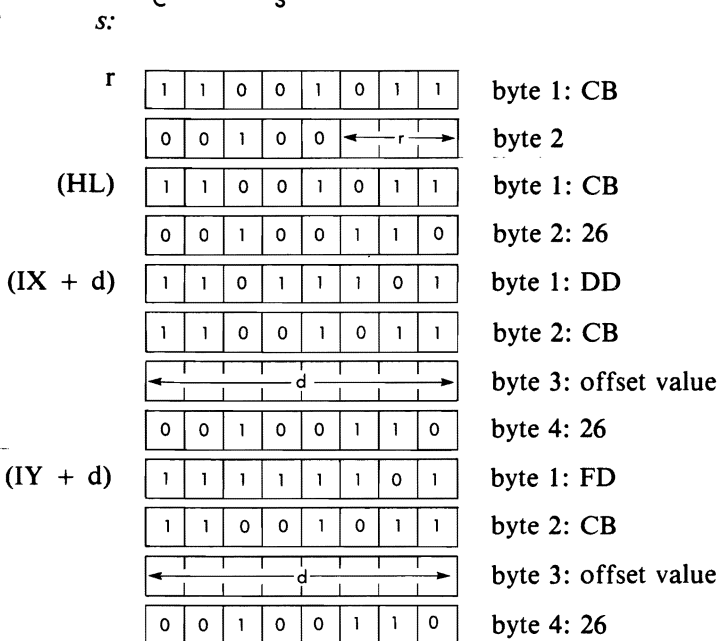 C s
s:
r 1 1 0 0 1 0 1 1 byte 1: CB
0 0 1 0 0 r byte 2
(HL) 1 1 0 0 1 0 1 1 byte 1: CB
0 0 1 0 0 1 1 0 byte 2: 26
(IX + d) 1 1 0 1 1 1 0 1 byte 1: DD
1 1 0 0 1 0 1 1 byte 2: CB
d byte 3: offset value
0 0 1 0 0 1 1 0 byte 4: 26
(IY + d) 1 1 1 1 1 1 0 1 byte 1: FD
1 1 0 0 1 0 1 1 byte 2: CB
d byte 3: offset value
0 0 1 0 0 1 1 0 byte 4: 26